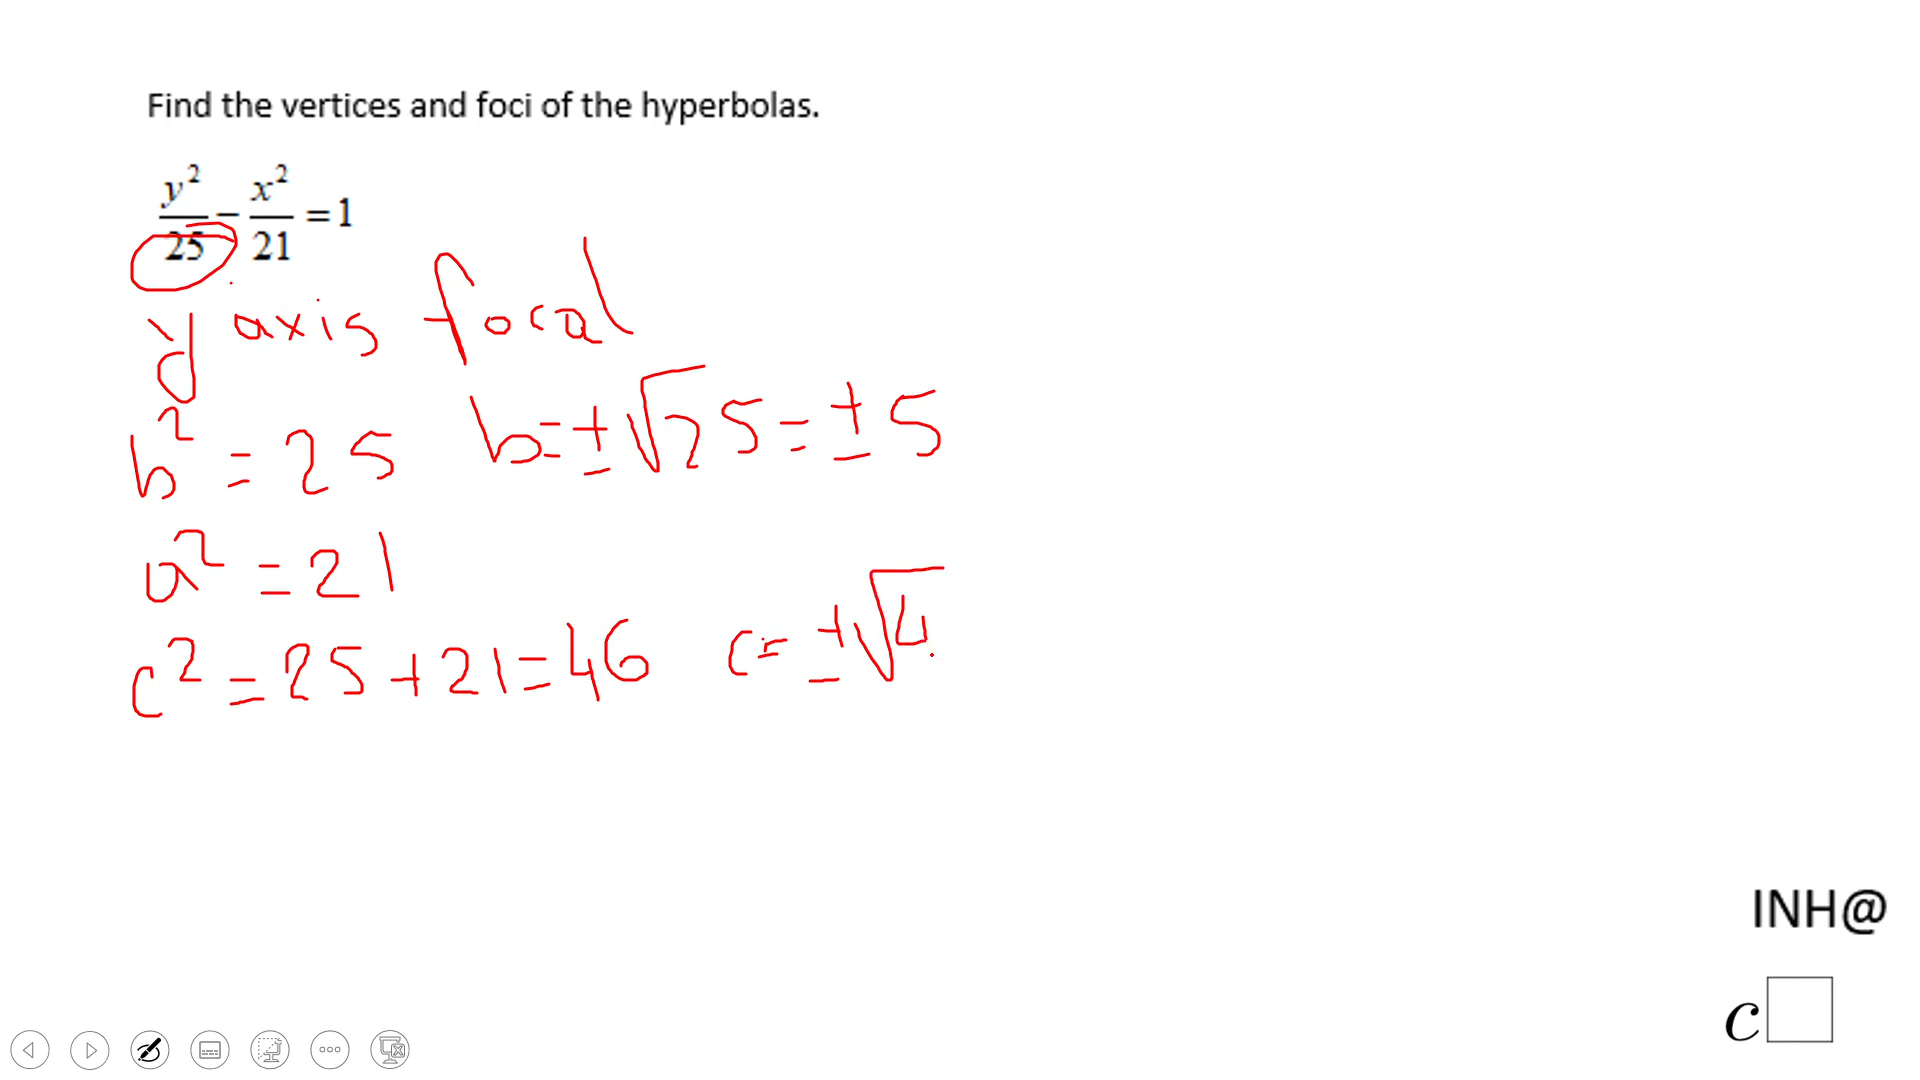 Find the vertices and foci of the hyperbolas.
y²/25 − x²/21 = 1
y axis focal
b² = 25 b = ± √25 = ± 5
a² = 21
c² = 25 + 21 = 46 c = ± √4
INH@
c